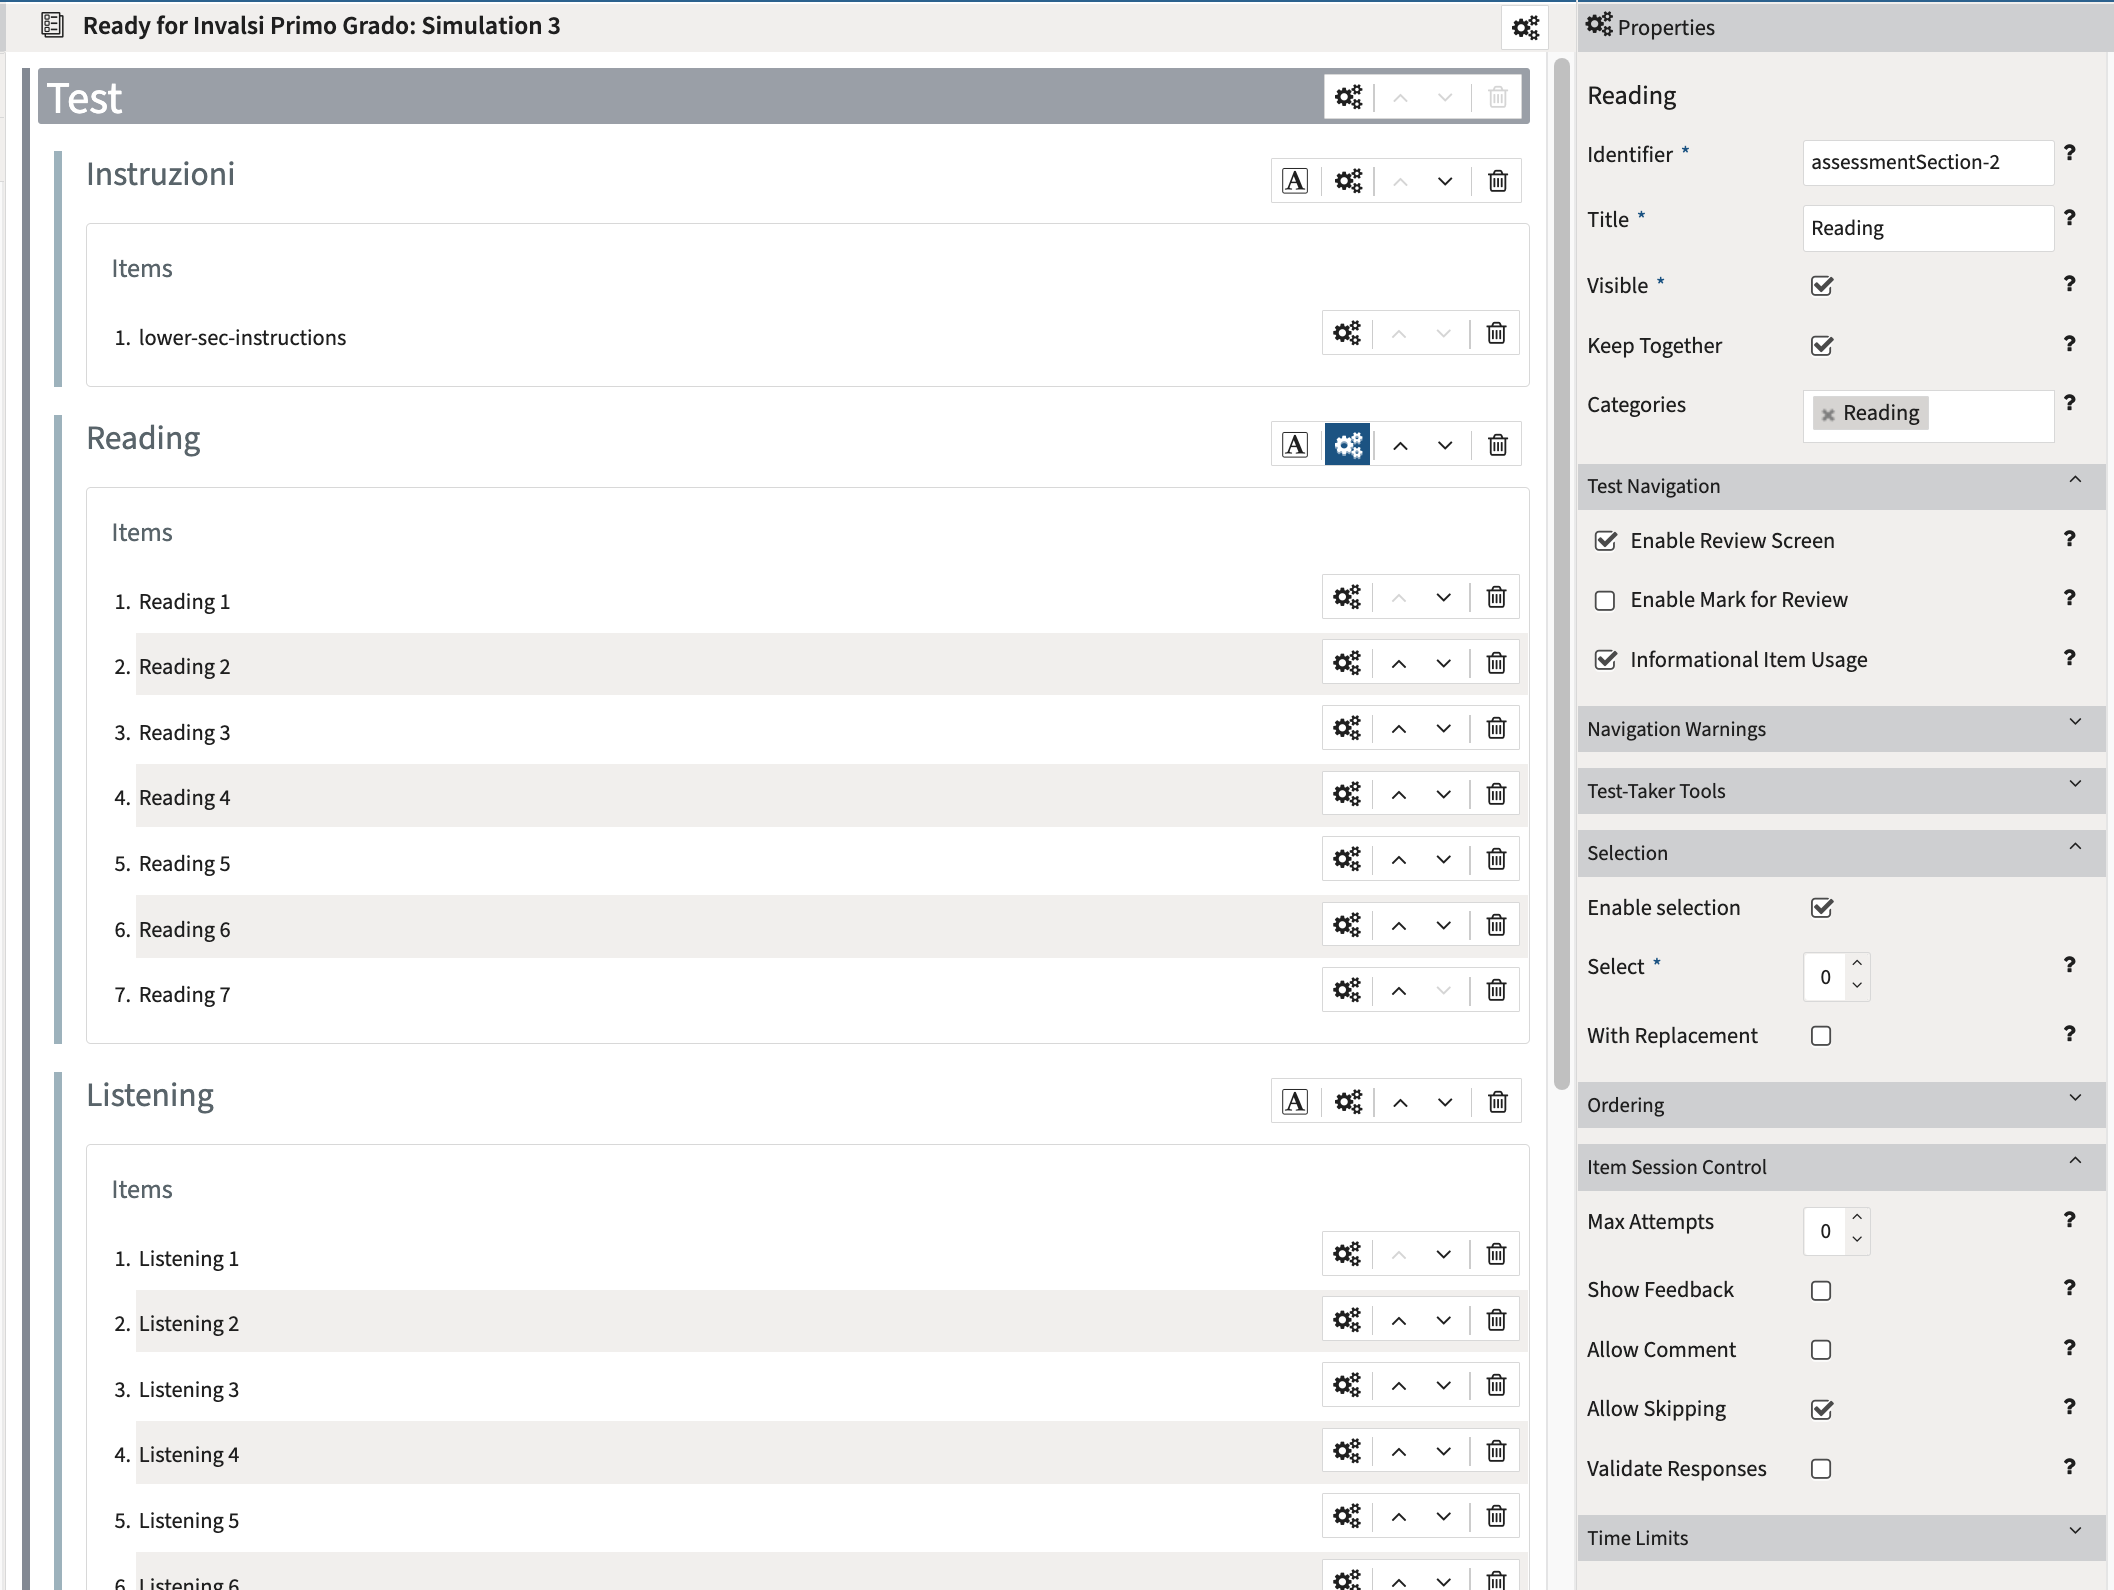 Ready for Invalsi Primo Grado: Simulation 3
Test
Instruzioni
A
Items
1. lower-sec-instructions
Reading
A
Items
1. Reading 1
2. Reading 2
3. Reading 3
4. Reading 4
5. Reading 5
6. Reading 6
7. Reading 7
Listening
A
Items
1. Listening 1
2. Listening 2
3. Listening 3
4. Listening 4
5. Listening 5
6. Listening 6
Properties
Reading
Identifier * assessmentSection-2 ?
Title * Reading ?
Visible * ?
Keep Together ?
Categories × Reading ?
Test Navigation
Enable Review Screen ?
Enable Mark for Review ?
Informational Item Usage ?
Navigation Warnings
Test-Taker Tools
Selection
Enable selection
Select * 0 ?
With Replacement ?
Ordering
Item Session Control
Max Attempts 0 ?
Show Feedback ?
Allow Comment ?
Allow Skipping ?
Validate Responses ?
Time Limits